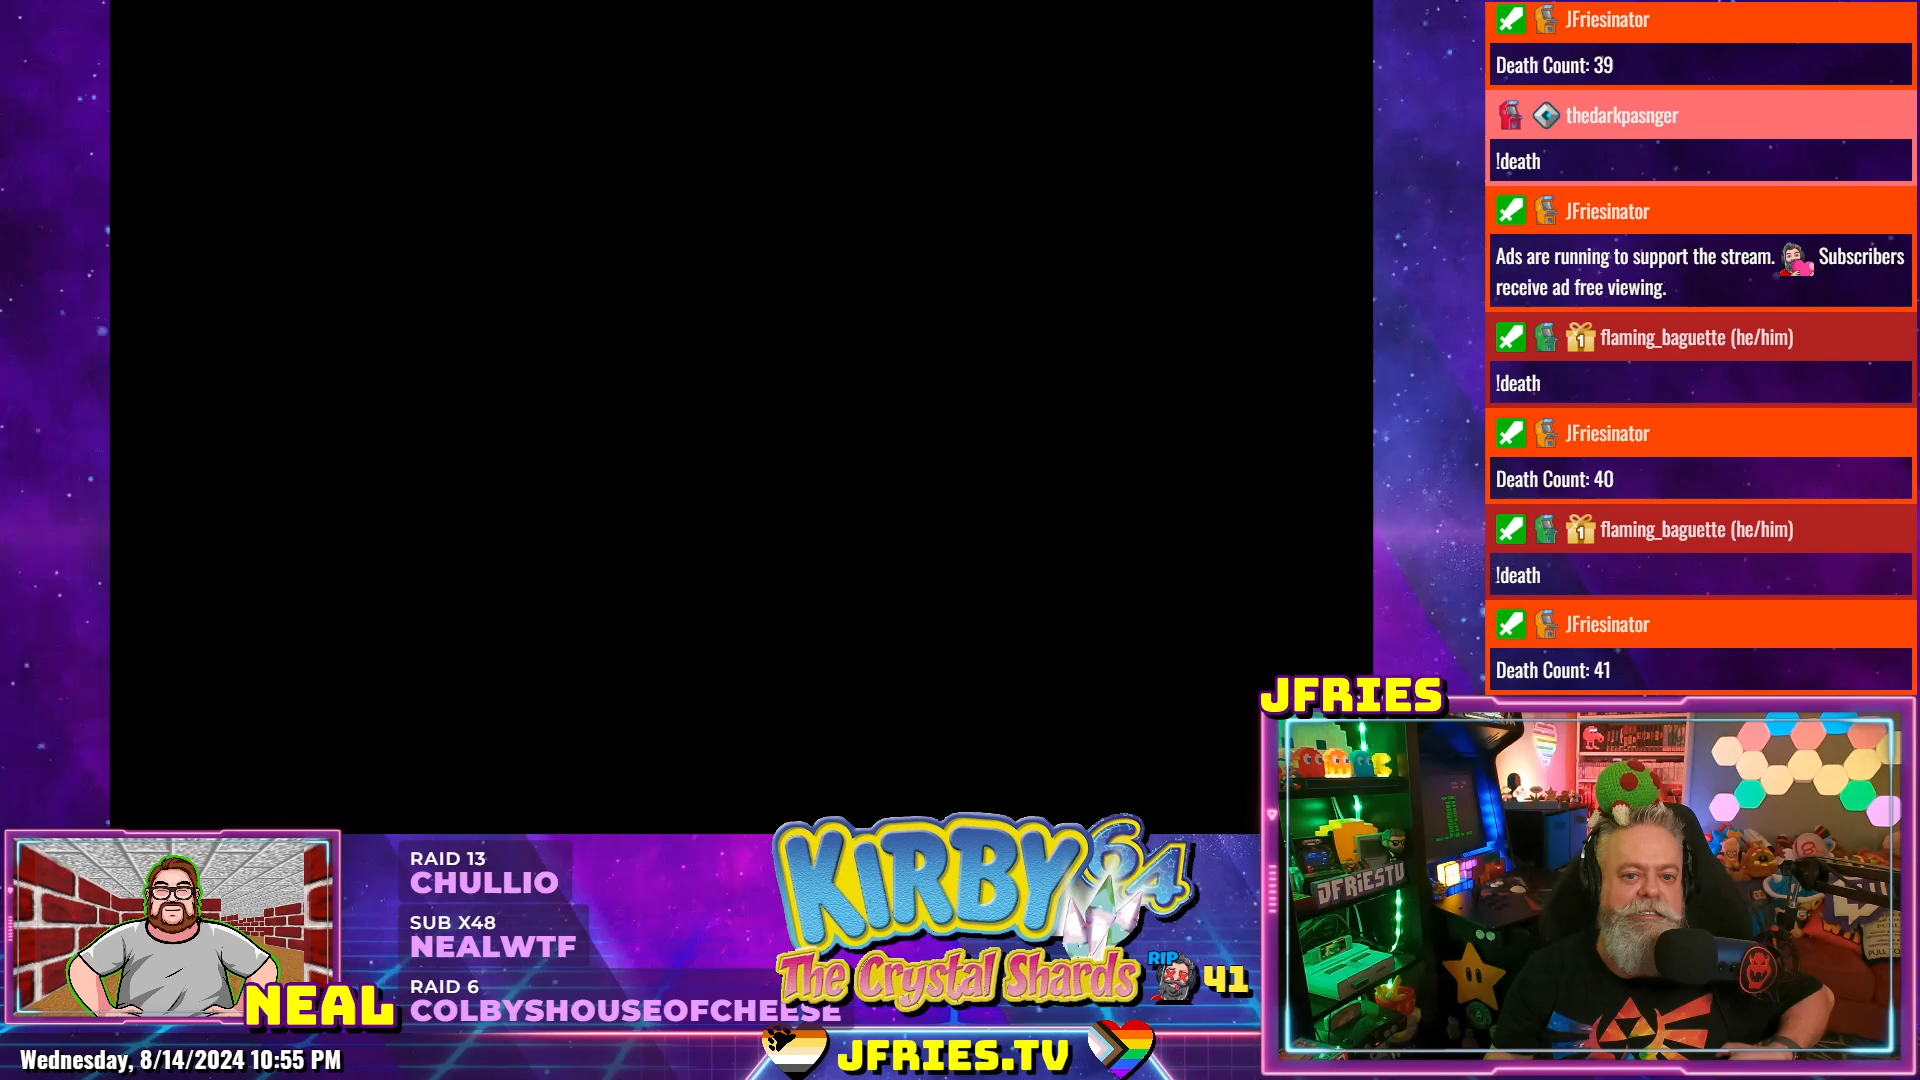 JFriesinator
Death Count: 39
thedarkpasnger
!death
JFriesinator
Ads are running to support the stream. Subscribers
receive ad free viewing.
flaming_baguette (he/him)
!death
JFriesinator
Death Count: 40
flaming_baguette (he/him)
!death
JFriesinator
Death Count: 41
JFRIES
JFRIESTV
NEAL
RAID 13
CHULLIO
SUB X48
NEALWTF
RAID 6
COLBYSHOUSEOFCHEESE
KIRBY 64
The Crystal Shards
RIP
41
JFRIES.TV
Wednesday, 8/14/2024 10:55 PM